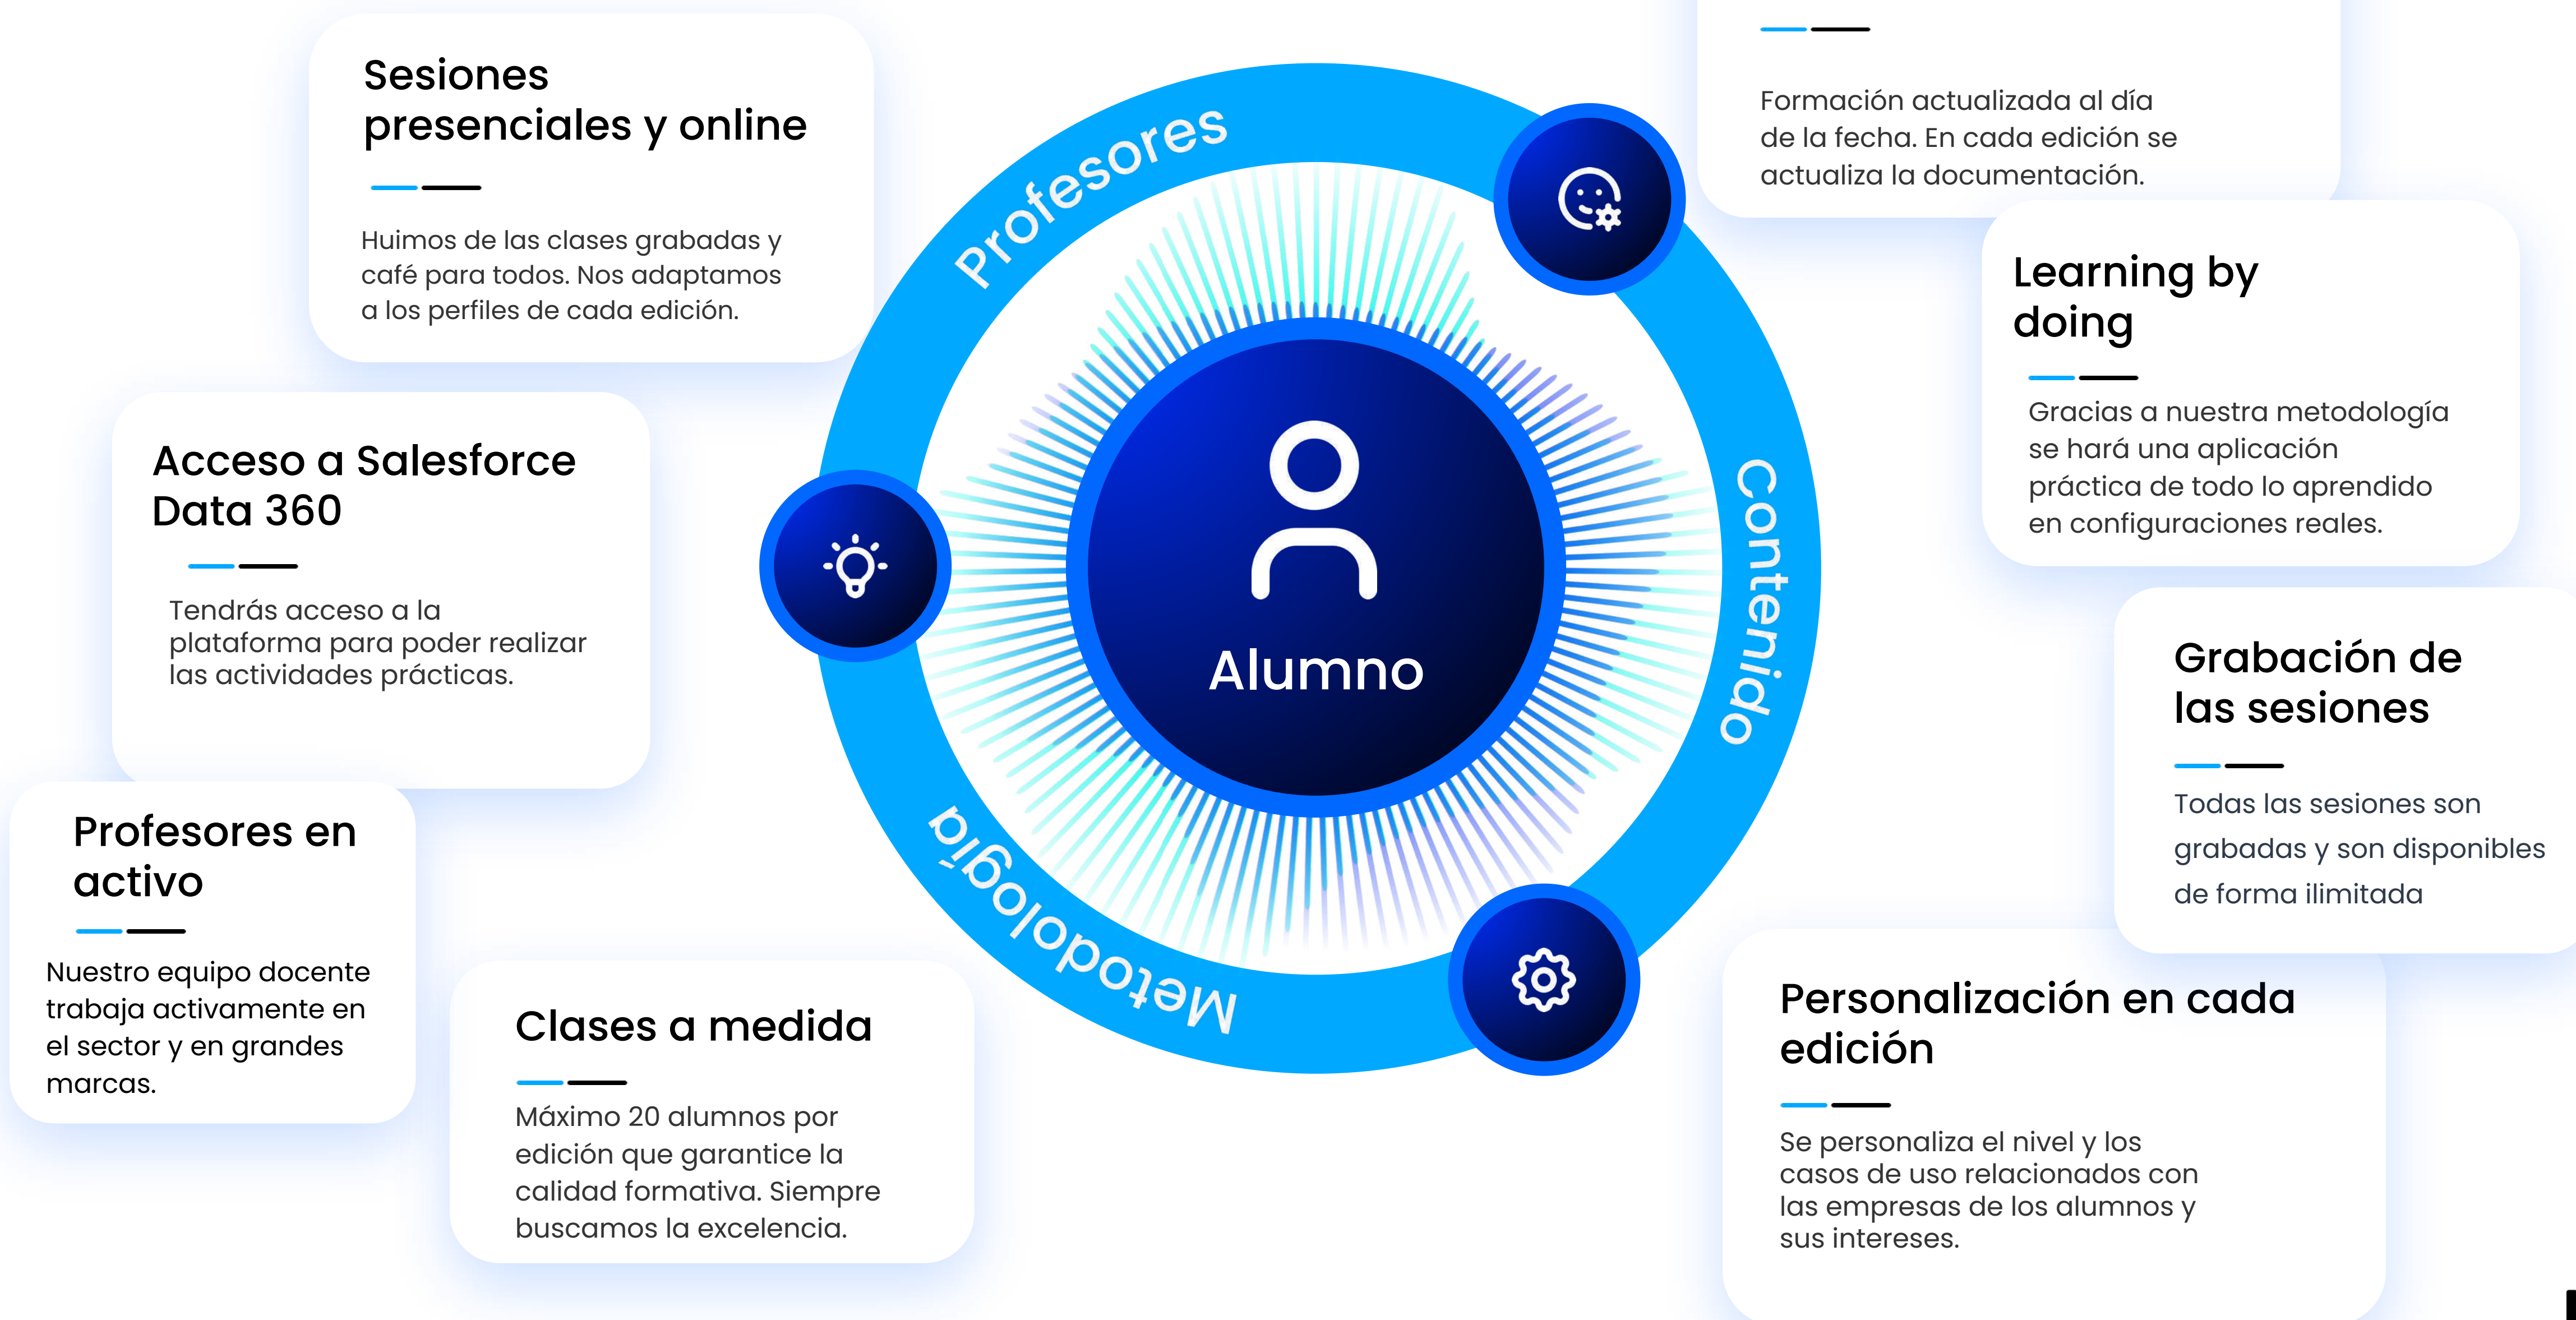 Sesiones
presenciales y online
Huimos de las clases grabadas y
café para todos. Nos adaptamos
a los perfiles de cada edición.
Acceso a Salesforce
Data 360
Tendrás acceso a la
plataforma para poder realizar
las actividades prácticas.
Profesores en
activo
Nuestro equipo docente
trabaja activamente en
el sector y en grandes
marcas.
Clases a medida
Máximo 20 alumnos por
edición que garantice la
calidad formativa. Siempre
buscamos la excelencia.
Profesores
Contenido
Metodología
Alumno
Formación actualizada al día
de la fecha. En cada edición se
actualiza la documentación.
Learning by
doing
Gracias a nuestra metodología
se hará una aplicación
práctica de todo lo aprendido
en configuraciones reales.
Grabación de
las sesiones
Todas las sesiones son
grabadas y son disponibles
de forma ilimitada
Personalización en cada
edición
Se personaliza el nivel y los
casos de uso relacionados con
las empresas de los alumnos y
sus intereses.